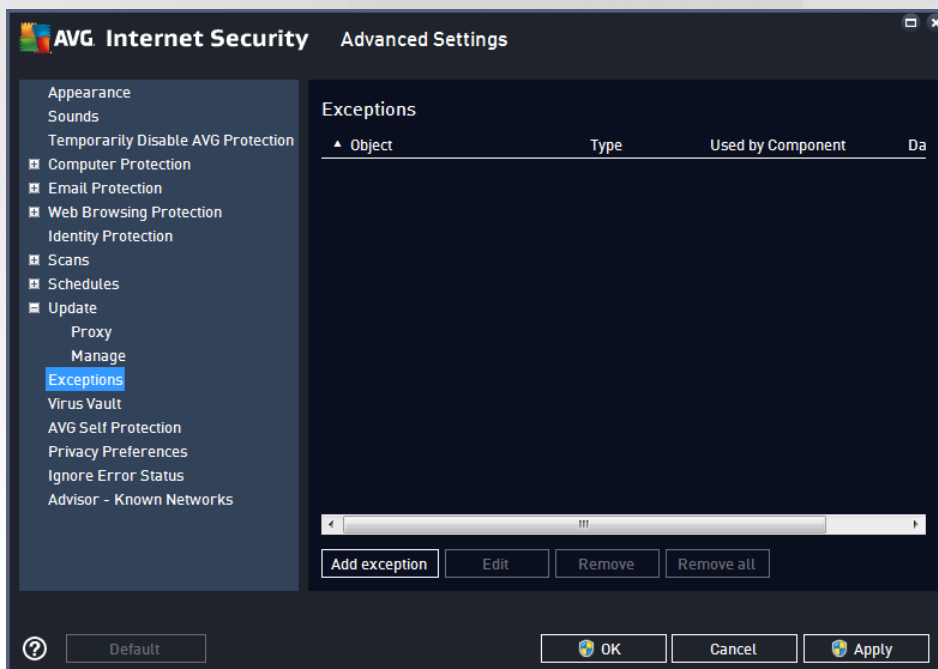 AVG. Internet Security Advanced Settings
Appearance
Sounds
Temporarily Disable AVG Protection
Computer Protection
Email Protection
Web Browsing Protection
Identity Protection
Scans
Schedules
Update
Proxy
Manage
Exceptions
Virus Vault
AVG Self Protection
Privacy Preferences
Ignore Error Status
Advisor - Known Networks
Exceptions
Object Type Used by Component Da
Add exception Edit Remove Remove all
Default OK Cancel Apply